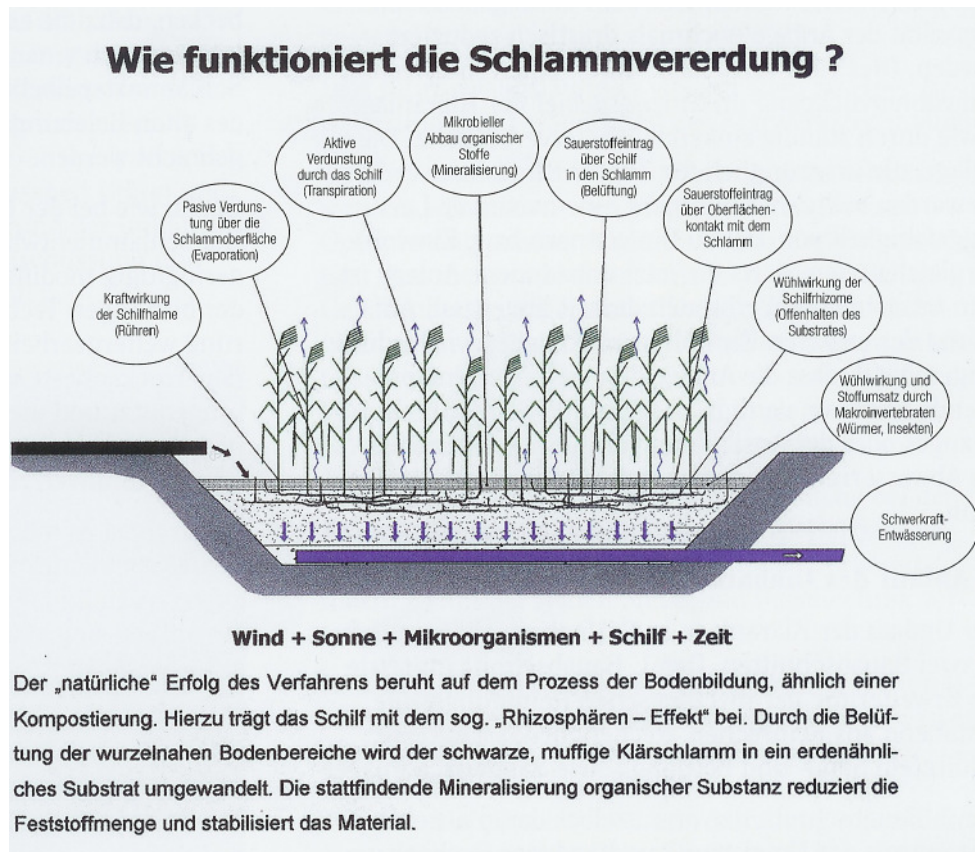 Wie funktioniert die Schlammvererdung ?
Mikrobieller
Abbau organischer
Stoffe
(Mineralisierung)
Aktive
Verdunstung
durch das Schilf
(Transpiration)
Sauerstoffeintrag
über Schilf
in den Schlamm
(Belüftung)
Pasive Verduns-
tung über die
Schlammoberfläche
(Evaporation)
Sauerstoffeintrag
über Oberflächen-
kontakt mit dem
Schlamm
Kraftwirkung
der Schilfhalme
(Rühren)
Wühlwirkung der
Schilfrhizome
(Offenhalten des
Substrates)
Wühlwirkung und
Stoffumsatz durch
Makroinvertebraten
(Würmer, Insekten)
Schwerkraft-
Entwässerung
Wind + Sonne + Mikroorganismen + Schilf + Zeit
Der „natürliche“ Erfolg des Verfahrens beruht auf dem Prozess der Bodenbildung, ähnlich einer
Kompostierung. Hierzu trägt das Schilf mit dem sog. „Rhizosphären – Effekt“ bei. Durch die Belüf-
tung der wurzelnahen Bodenbereiche wird der schwarze, muffige Klärschlamm in ein erdenähnli-
ches Substrat umgewandelt. Die stattfindende Mineralisierung organischer Substanz reduziert die
Feststoffmenge und stabilisiert das Material.